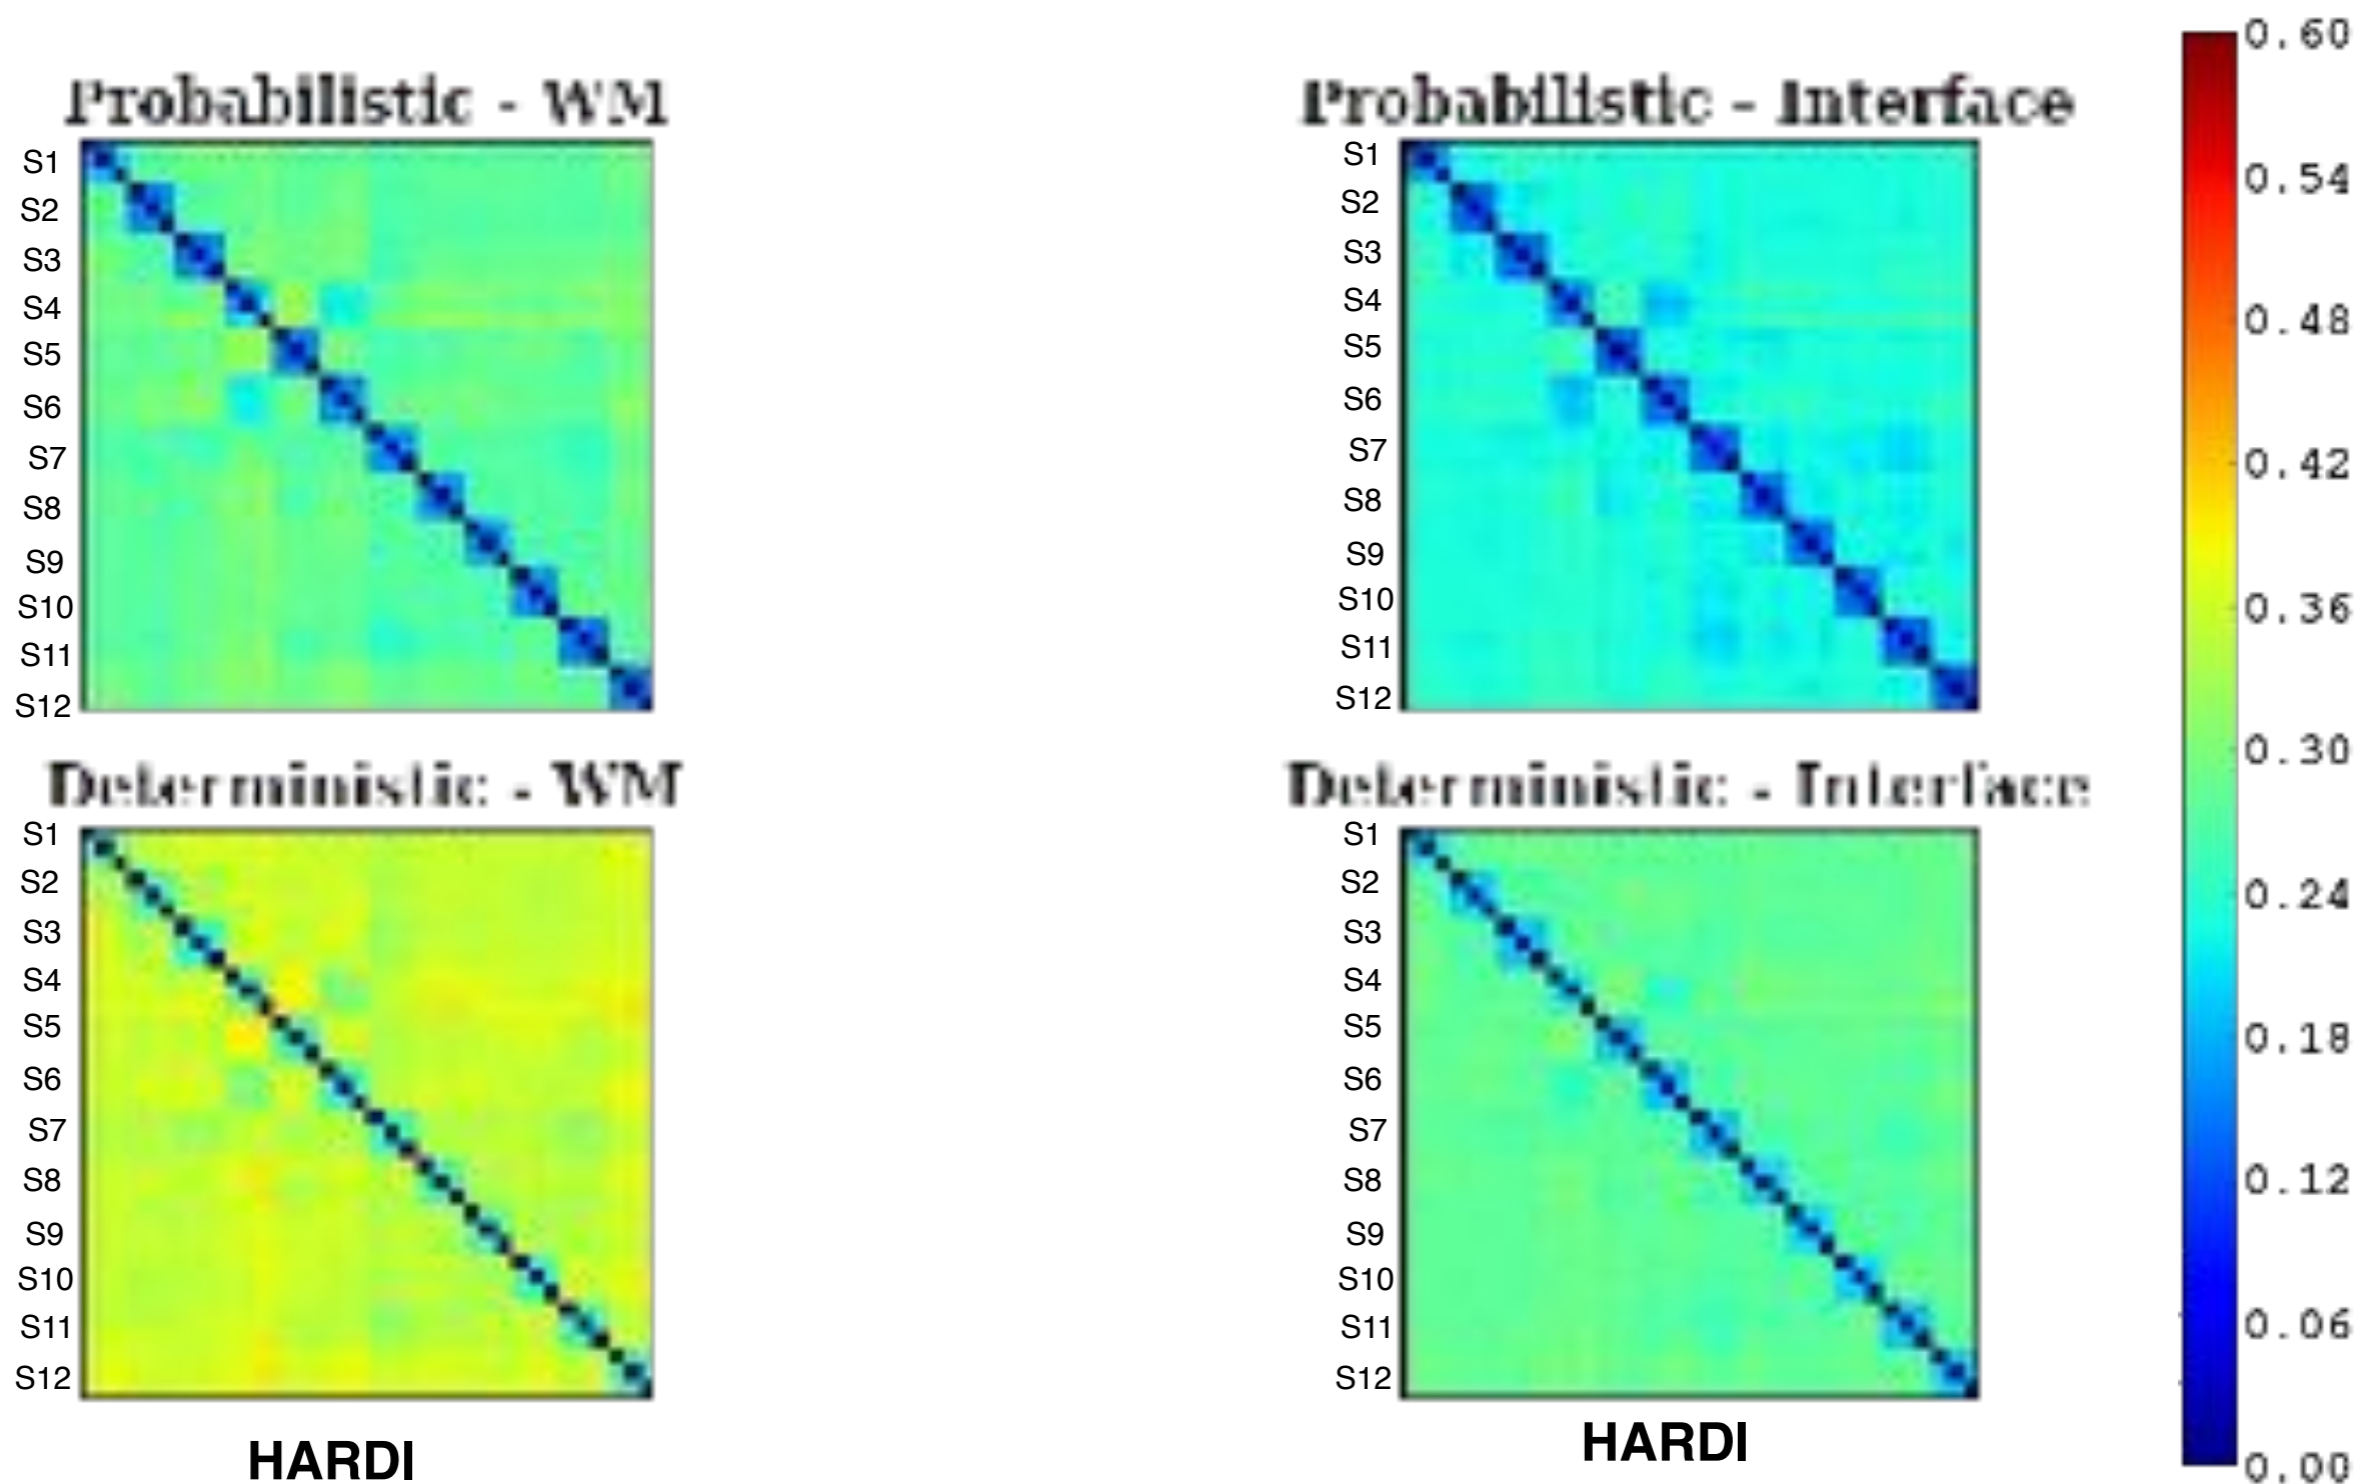 Probabilistic - WM
S1
S2
S3
S4
S5
S6
S7
S8
S9
S10
S11
S12
Probabilistic - Interface
S1
S2
S3
S4
S5
S6
S7
S8
S9
S10
S11
S12
Deterministic - WM
S1
S2
S3
S4
S5
S6
S7
S8
S9
S10
S11
S12
HARDI
Deterministic - Interface
S1
S2
S3
S4
S5
S6
S7
S8
S9
S10
S11
S12
HARDI
0.60
0.54
0.48
0.42
0.36
0.30
0.24
0.18
0.12
0.06
0.00